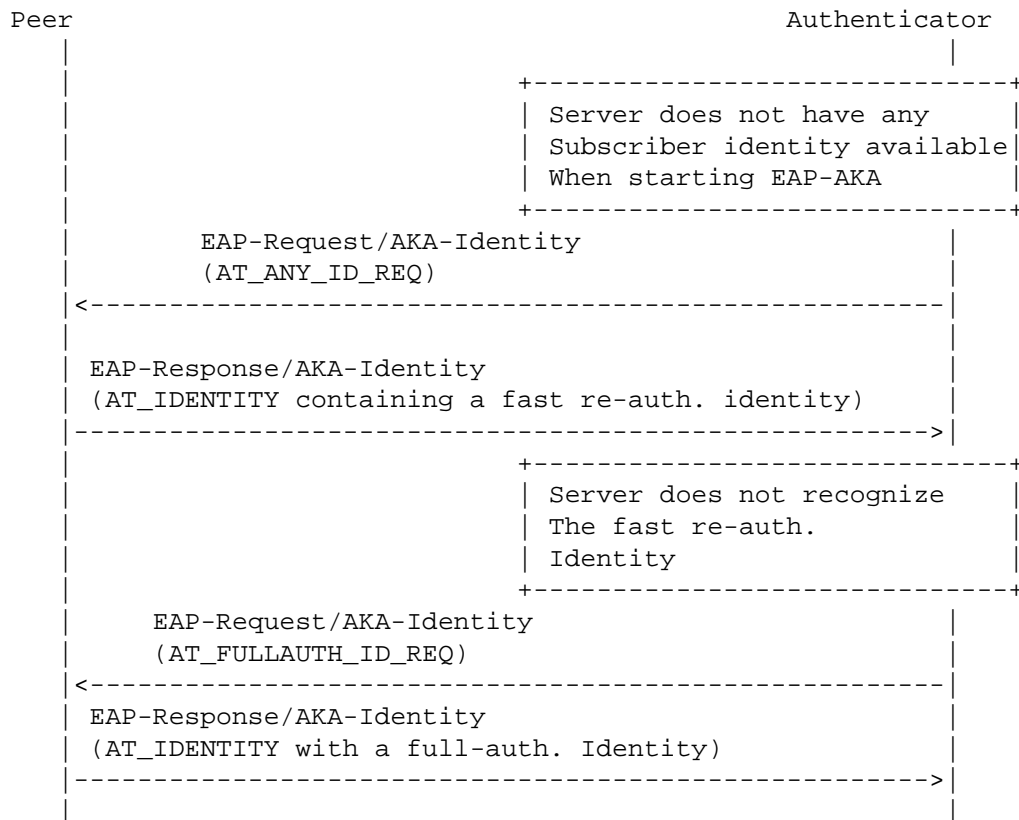 Peer Authenticator
Server does not have any
Subscriber identity available
When starting EAP-AKA
EAP-Request/AKA-Identity
(AT_ANY_ID_REQ)
EAP-Response/AKA-Identity
(AT_IDENTITY containing a fast re-auth. identity)
Server does not recognize
The fast re-auth.
Identity
EAP-Request/AKA-Identity
(AT_FULLAUTH_ID_REQ)
EAP-Response/AKA-Identity
(AT_IDENTITY with a full-auth. Identity)